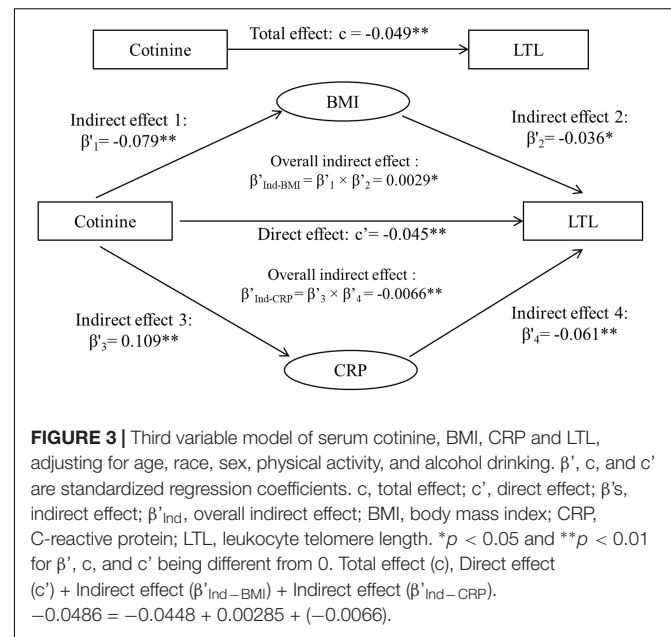 Total effect: c = -0.049**
Cotinine
LTL
BMI
Indirect effect 1:
β'₁= -0.079**
Indirect effect 2:
β'₂= -0.036*
Overall indirect effect :
β'Ind-BMI = β'₁ × β'₂ = 0.0029*
Cotinine
LTL
Direct effect: c'= -0.045**
Overall indirect effect :
β'Ind-CRP = β'₃ × β'₄ = -0.0066**
Indirect effect 3:
β'₃= 0.109**
Indirect effect 4:
β'₄= -0.061**
CRP
FIGURE 3 | Third variable model of serum cotinine, BMI, CRP and LTL,
adjusting for age, race, sex, physical activity, and alcohol drinking. β', c, and c'
are standardized regression coefficients. c, total effect; c', direct effect; β's,
indirect effect; β'Ind, overall indirect effect; BMI, body mass index; CRP,
C-reactive protein; LTL, leukocyte telomere length. *p < 0.05 and **p < 0.01
for β', c, and c' being different from 0. Total effect (c), Direct effect
(c') + Indirect effect (β'Ind−BMI) + Indirect effect (β'Ind−CRP).
−0.0486 = −0.0448 + 0.00285 + (−0.0066).